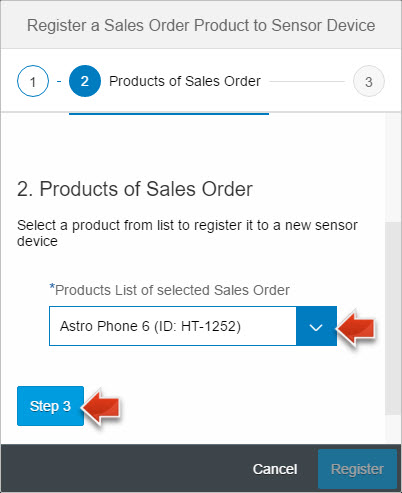 Register a Sales Order Product to Sensor Device
1 - 2 Products of Sales Order 3
2. Products of Sales Order
Select a product from list to register it to a new sensor
device
*Products List of selected Sales Order
Astro Phone 6 (ID: HT-1252)
Step 3
Cancel Register